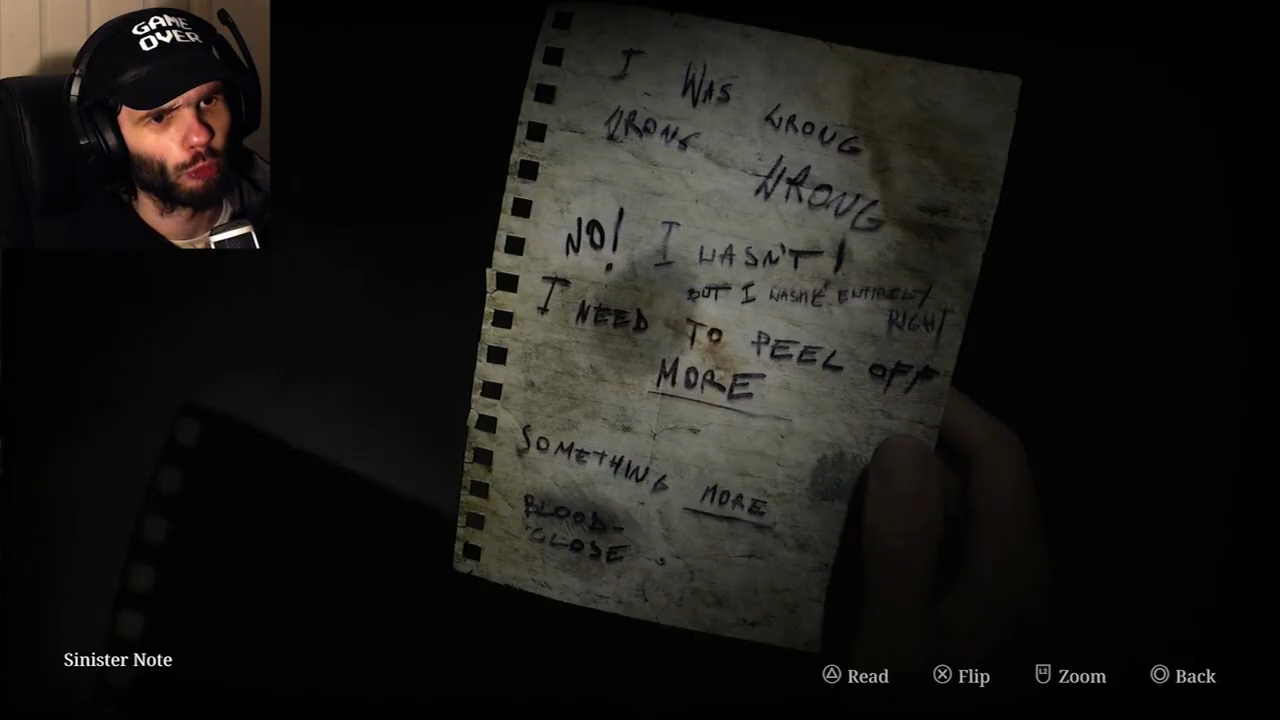 GAME
OVER
I WAS WRONG
WRONG
WRONG
NO! I WASN'T!
BUT I WASN'T ENTIRELY
RIGHT
I NEED TO PEEL OFF
MORE
SOMETHING MORE
BLOOD-
CLOSE.
Sinister Note
Read
Flip
L2 Zoom
Back